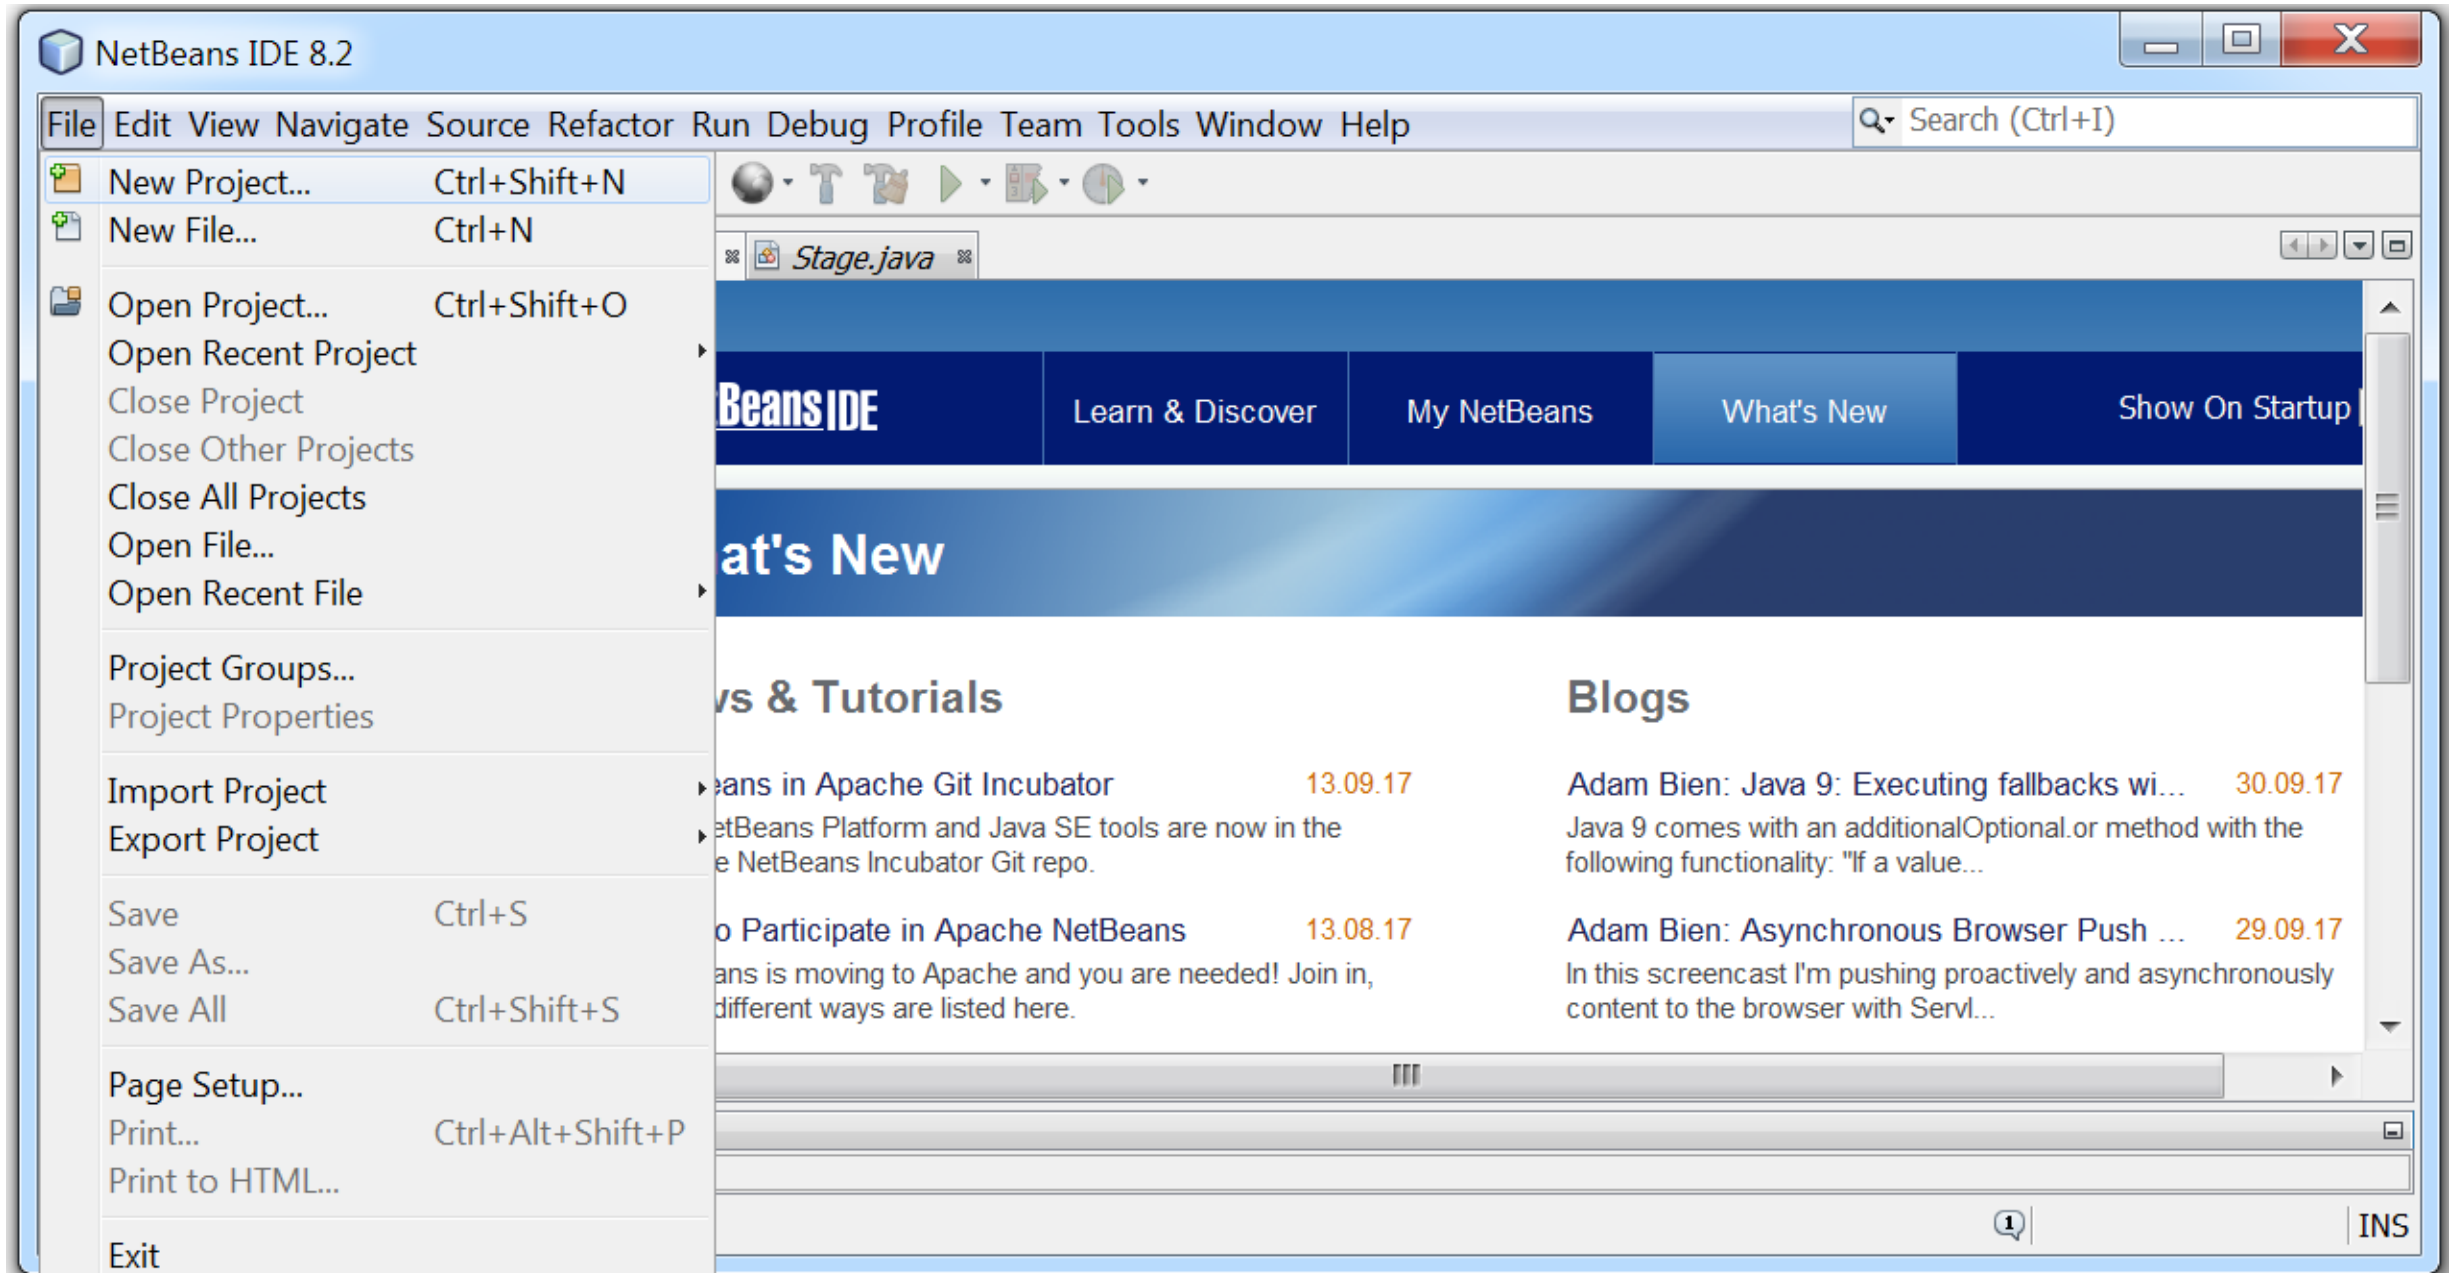 NetBeans IDE 8.2
File Edit View Navigate Source Refactor Run Debug Profile Team Tools Window Help
Search (Ctrl+I)
New Project... Ctrl+Shift+N
New File... Ctrl+N
Open Project... Ctrl+Shift+O
Open Recent Project
Close Project
Close Other Projects
Close All Projects
Open File...
Open Recent File
Project Groups...
Project Properties
Import Project
Export Project
Save Ctrl+S
Save As...
Save All Ctrl+Shift+S
Page Setup...
Print... Ctrl+Alt+Shift+P
Print to HTML...
Exit
Stage.java
Beans IDE
Learn & Discover
My NetBeans
What's New
Show On Startup
at's New
& Tutorials
eans in Apache Git Incubator 13.09.17
etBeans Platform and Java SE tools are now in the
e NetBeans Incubator Git repo.
o Participate in Apache NetBeans 13.08.17
ans is moving to Apache and you are needed! Join in,
different ways are listed here.
Blogs
Adam Bien: Java 9: Executing fallbacks wi... 30.09.17
Java 9 comes with an additionalOptional.or method with the
following functionality: "If a value...
Adam Bien: Asynchronous Browser Push ... 29.09.17
In this screencast I'm pushing proactively and asynchronously
content to the browser with Servl...
1
INS